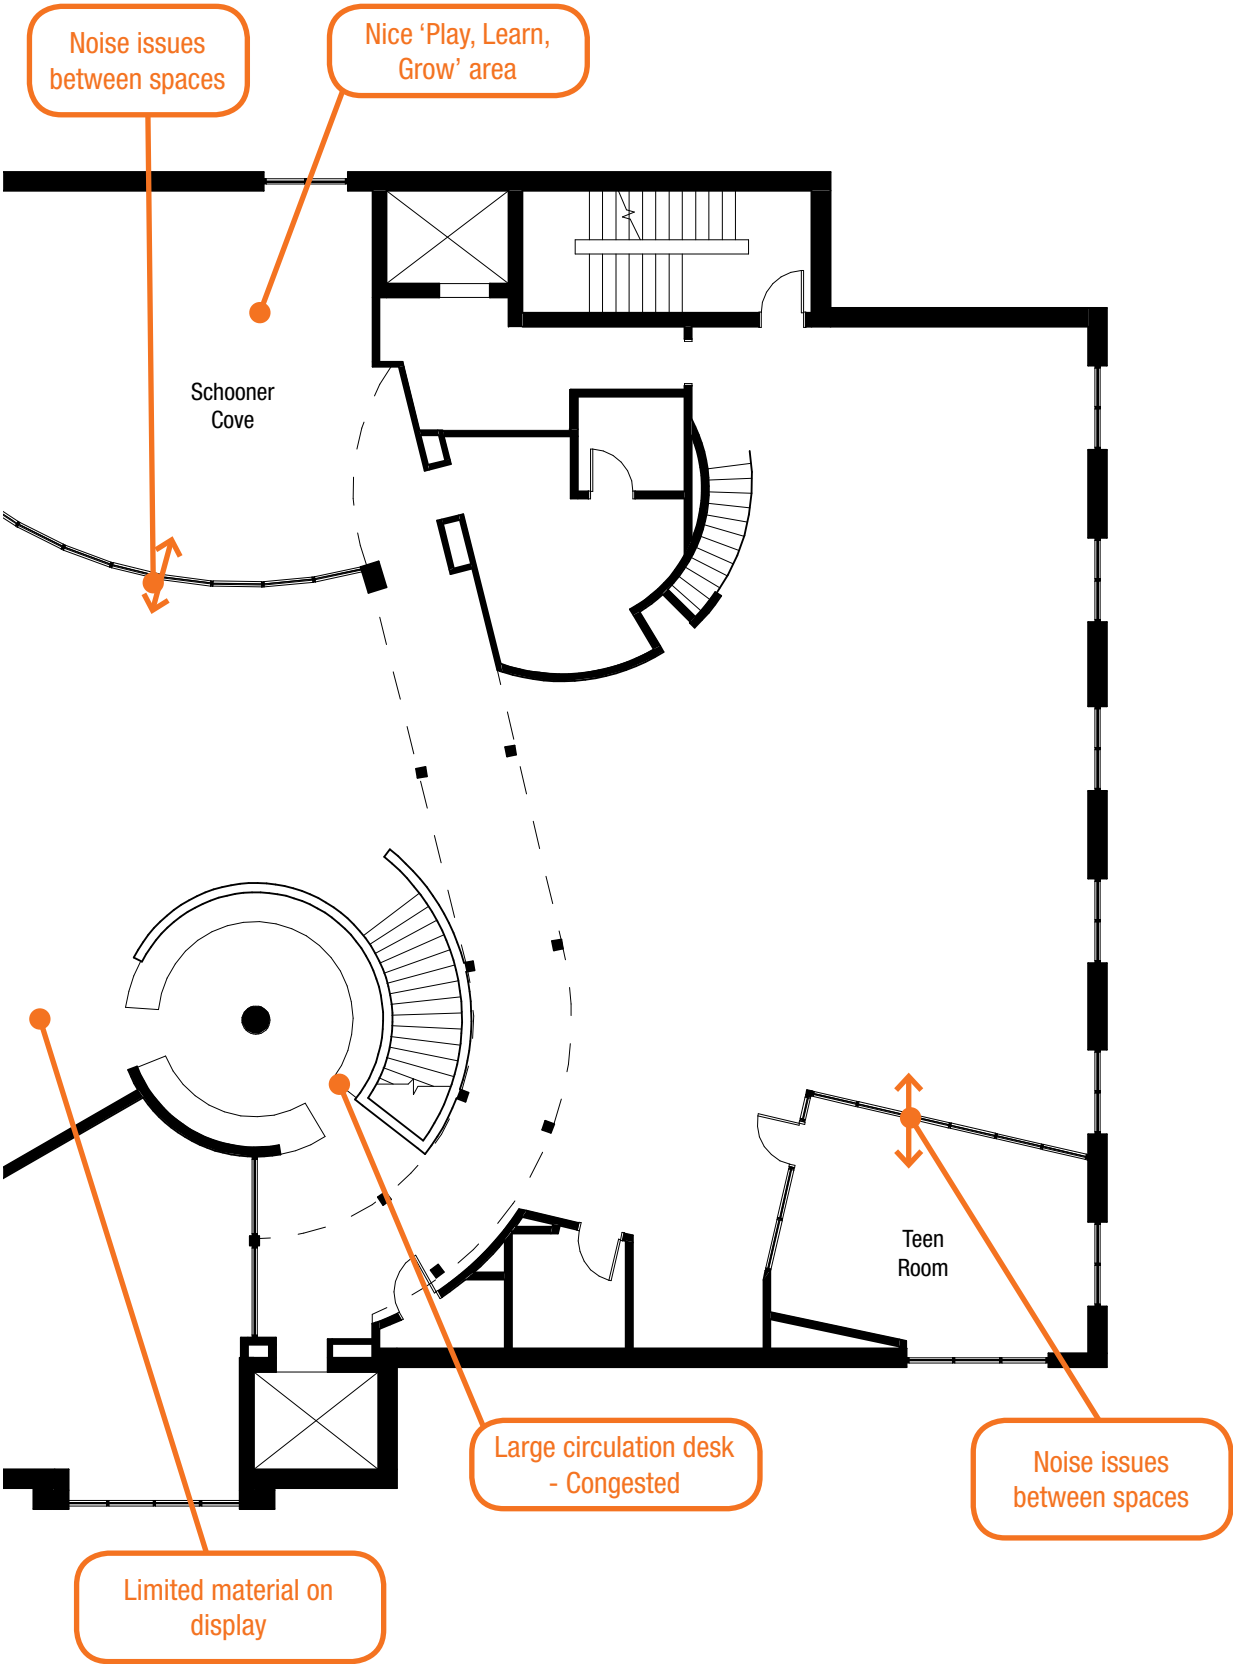 Noise issues
between spaces
Nice ‘Play, Learn,
Grow’ area
Schooner
Cove
Teen
Room
Large circulation desk
- Congested
Noise issues
between spaces
Limited material on
display